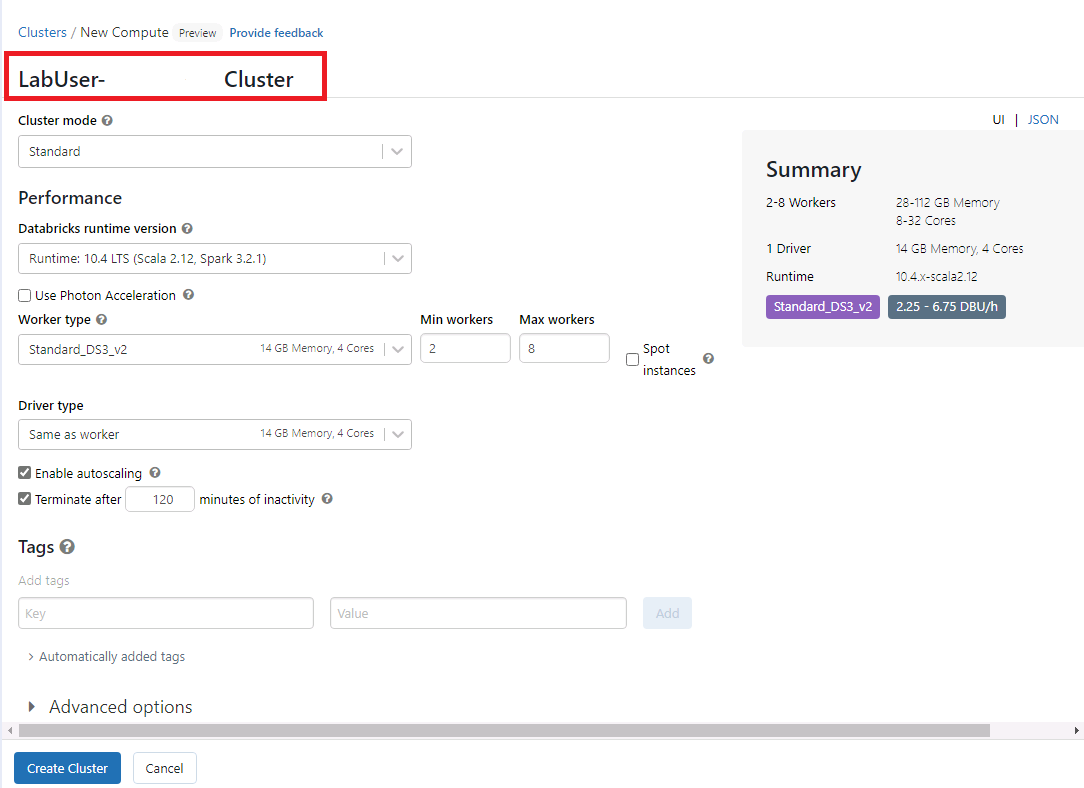 Clusters / New Compute Preview Provide feedback
LabUser- Cluster
UI | JSON
Cluster mode
Standard
Performance
Databricks runtime version
Runtime: 10.4 LTS (Scala 2.12, Spark 3.2.1)
Use Photon Acceleration
Worker type Min workers Max workers
Standard_DS3_v2 14 GB Memory, 4 Cores 2 8
Spot
instances
Driver type
Same as worker 14 GB Memory, 4 Cores
Enable autoscaling
Terminate after 120 minutes of inactivity
Tags
Add tags
Key Value Add
Automatically added tags
Advanced options
Create Cluster Cancel
Summary
2-8 Workers 28-112 GB Memory
8-32 Cores
1 Driver 14 GB Memory, 4 Cores
Runtime 10.4.x-scala2.12
Standard_DS3_v2 2.25 - 6.75 DBU/h